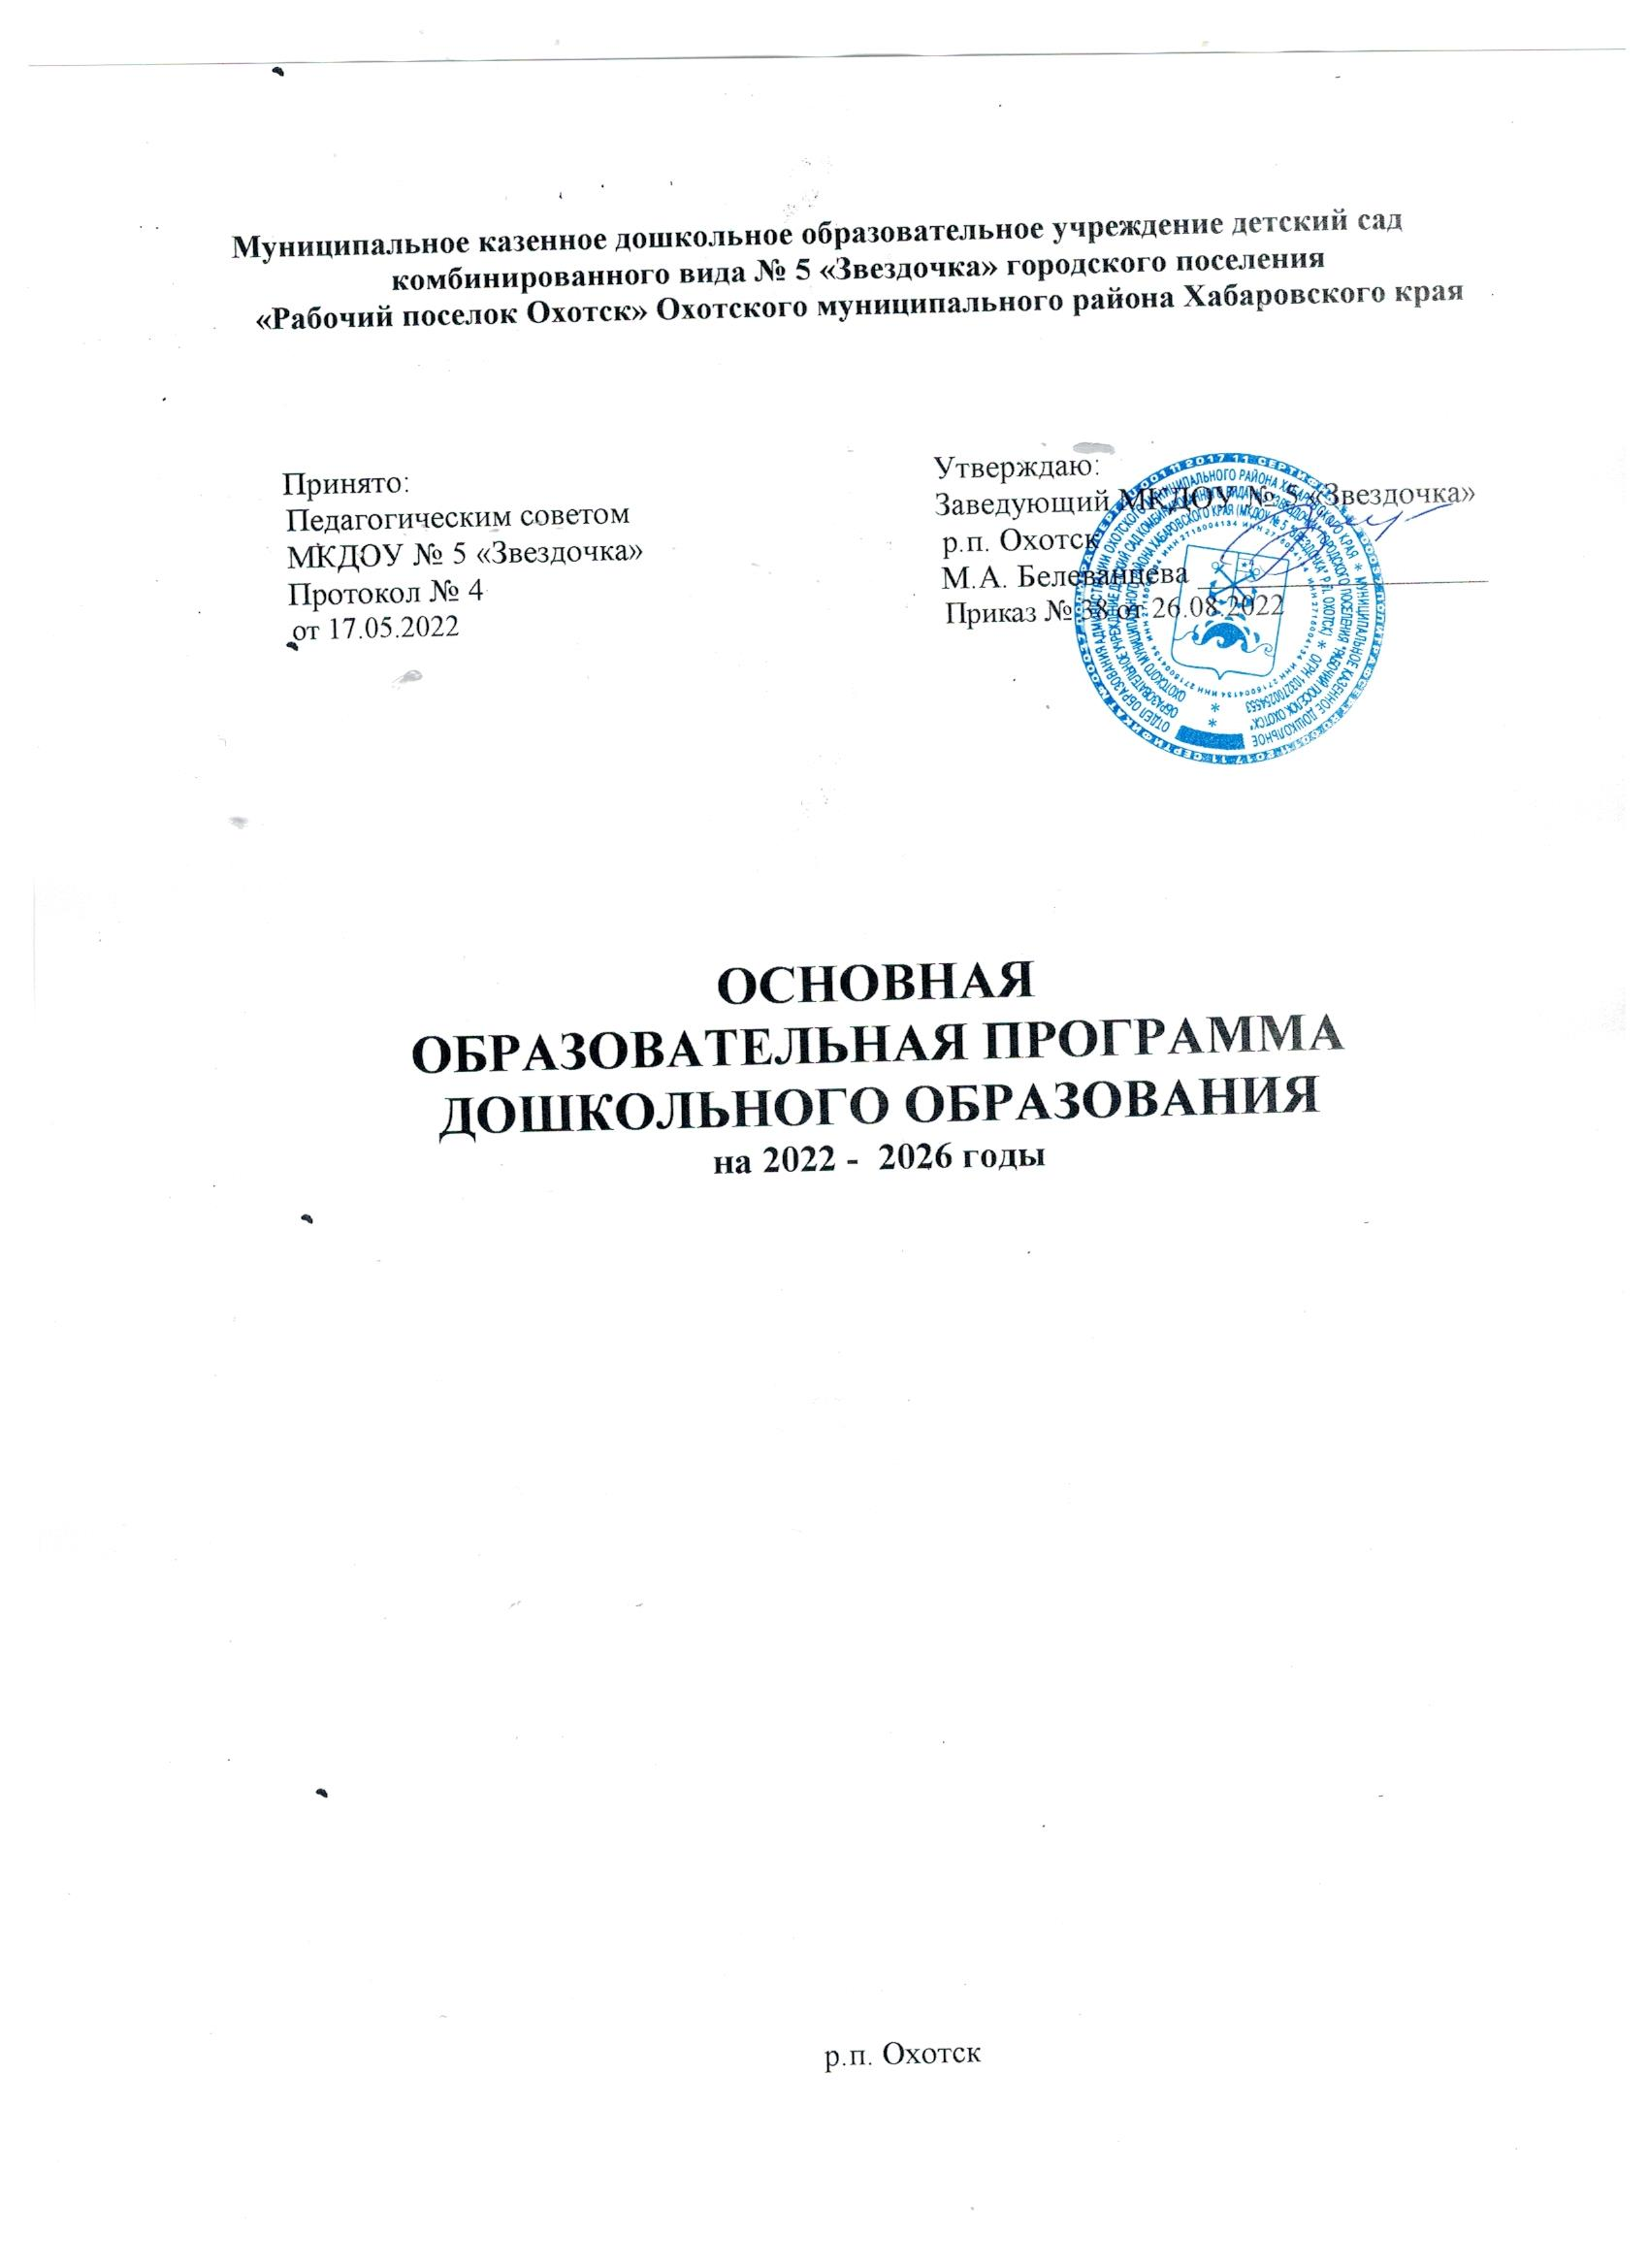 Муниципальное казенное дошкольное образовательное учреждение детский сад
комбинированного вида № 5 «Звездочка» городского поселения
«Рабочий поселок Охотск» Охотского муниципального района Хабаровского края
Принято:
Педагогическим советом
МКДОУ № 5 «Звездочка»
Протокол № 4
от 17.05.2022
Утверждаю:
Заведующий МКДОУ № 5 «Звездочка»
р.п. Охотск
М.А. Белеванцева
Приказ № 38 от 26.08.2022
ОСНОВНАЯ
ОБРАЗОВАТЕЛЬНАЯ ПРОГРАММА
ДОШКОЛЬНОГО ОБРАЗОВАНИЯ
на 2022 - 2026 годы
р.п. Охотск